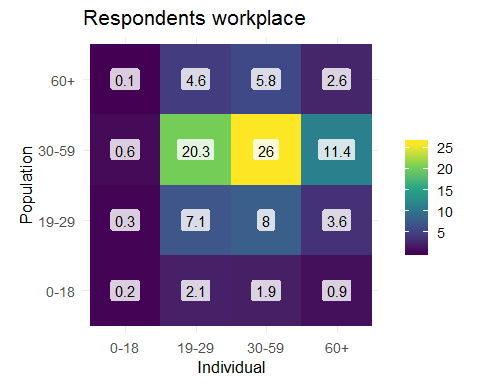 Respondents workplace
60+ 0.1 4.6 5.8 2.6
30-59 0.6 20.3 26 11.4
19-29 0.3 7.1 8 3.6
0-18 0.2 2.1 1.9 0.9
0-18 19-29 30-59 60+
Individual
Population
25
20
15
10
5